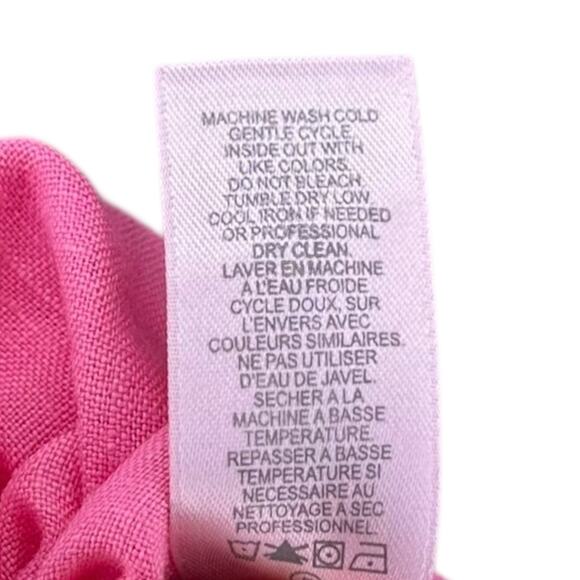 MACHINE WASH COLD
GENTLE CYCLE,
INSIDE OUT WITH
LIKE COLORS.
DO NOT BLEACH.
TUMBLE DRY LOW.
COOL IRON IF NEEDED
OR PROFESSIONAL
DRY CLEAN.
LAVER EN MACHINE
A L'EAU FROIDE
CYCLE DOUX, SUR
L'ENVERS AVEC
COULEURS SIMILAIRES.
NE PAS UTILISER
D'EAU DE JAVEL.
SECHER A LA
MACHINE A BASSE
TEMPERATURE.
REPASSER A BASSE
TEMPERATURE SI
NECESSAIRE AU
NETTOYAGE A SEC
PROFESSIONNEL.